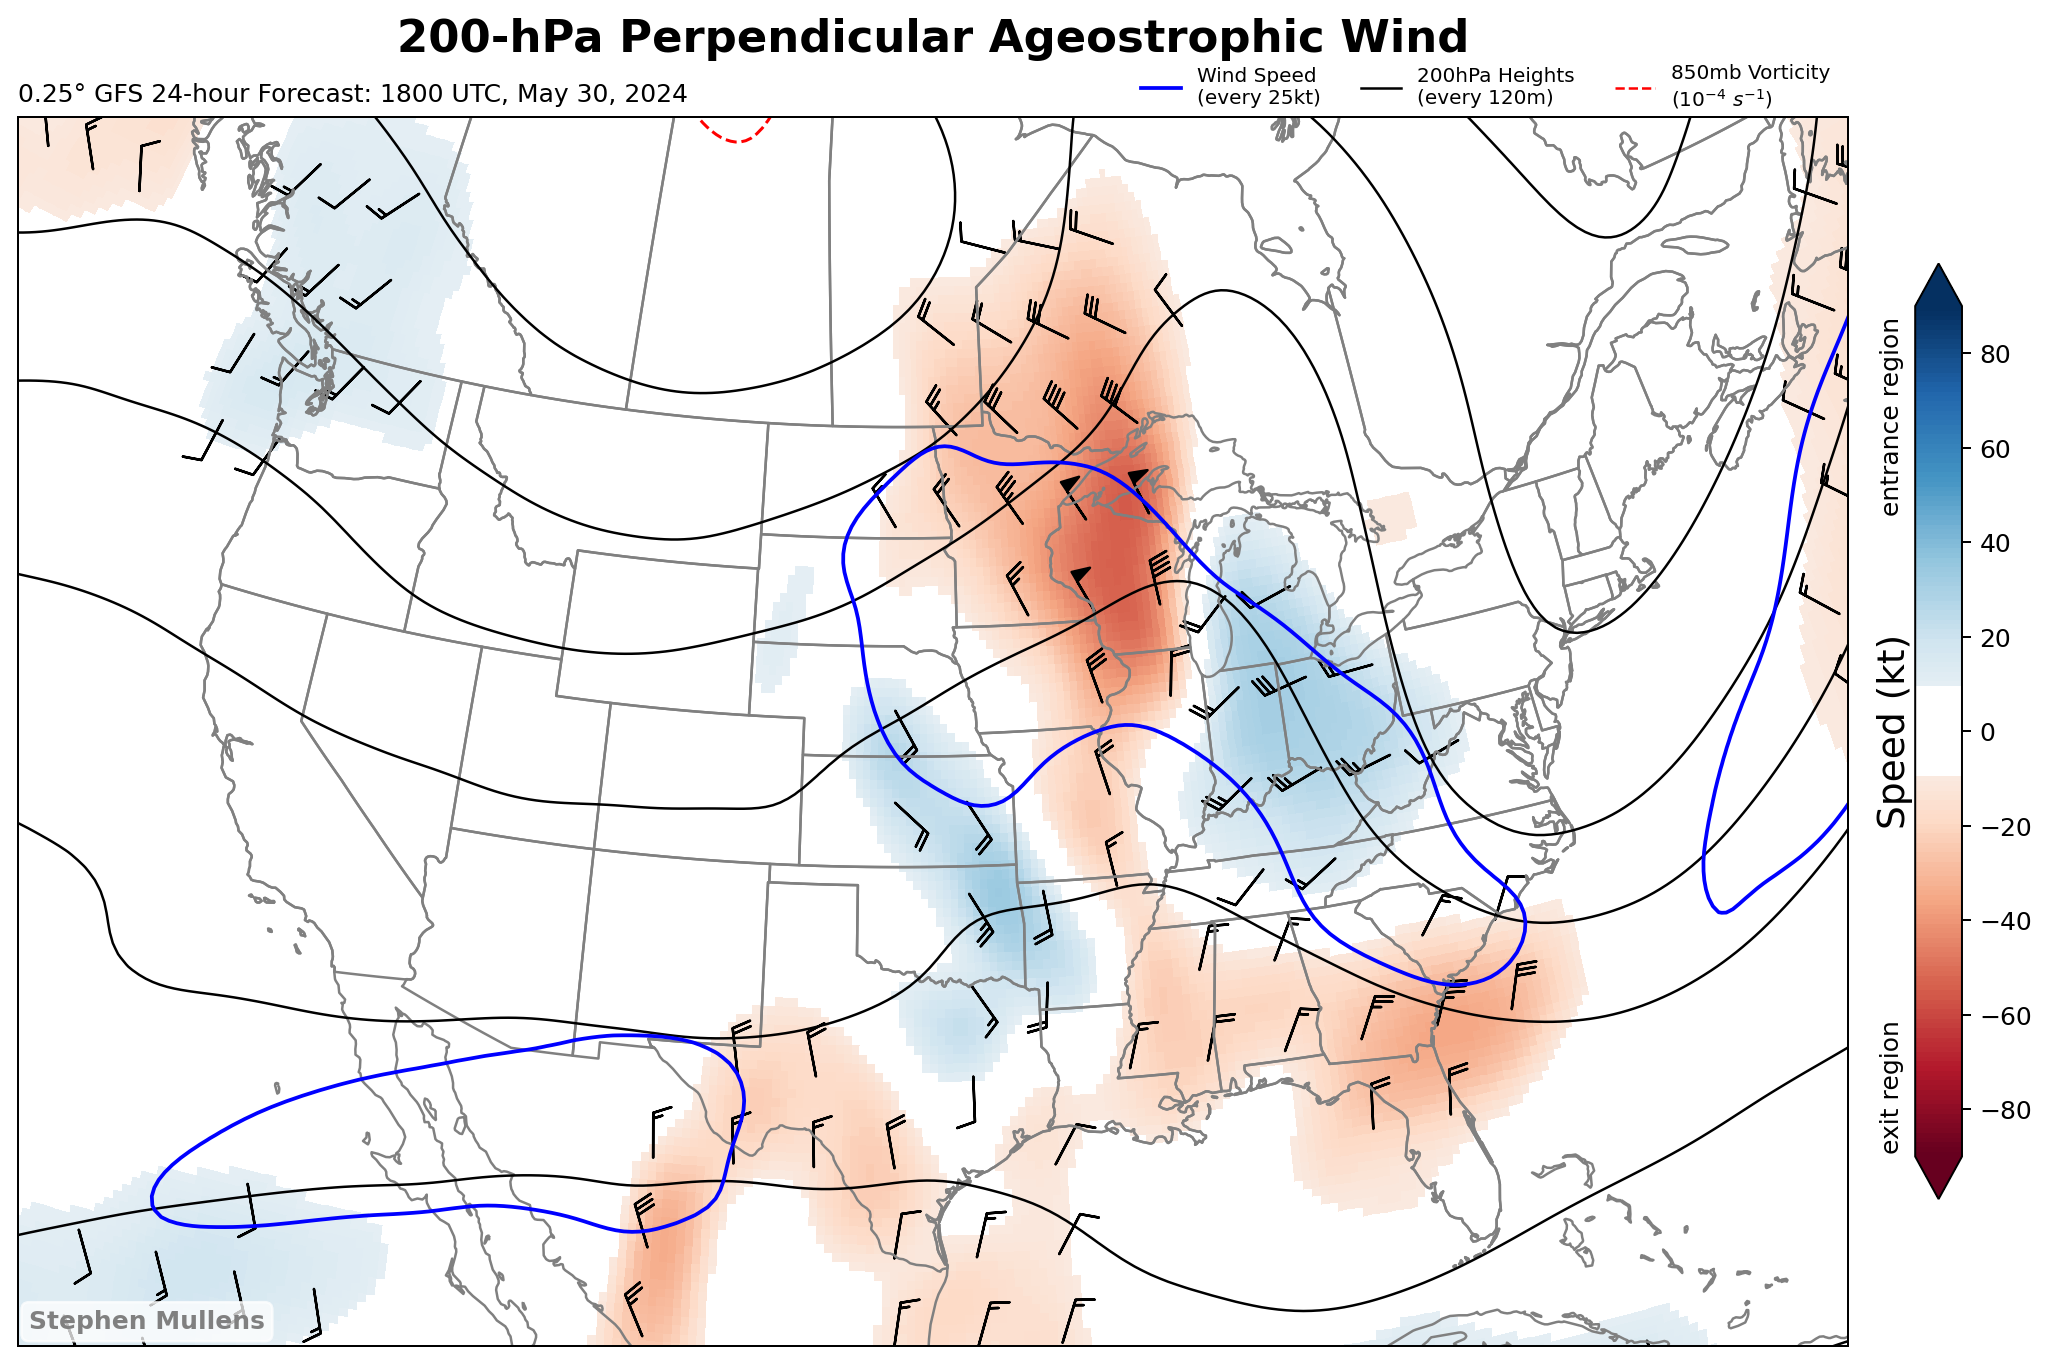 200-hPa Perpendicular Ageostrophic Wind
0.25° GFS 24-hour Forecast: 1800 UTC, May 30, 2024
Wind Speed
(every 25kt)
200hPa Heights
(every 120m)
850mb Vorticity
(10⁻⁴ s⁻¹)
entrance region
Speed (kt)
exit region
80
60
40
20
0
−20
−40
−60
−80
Stephen Mullens